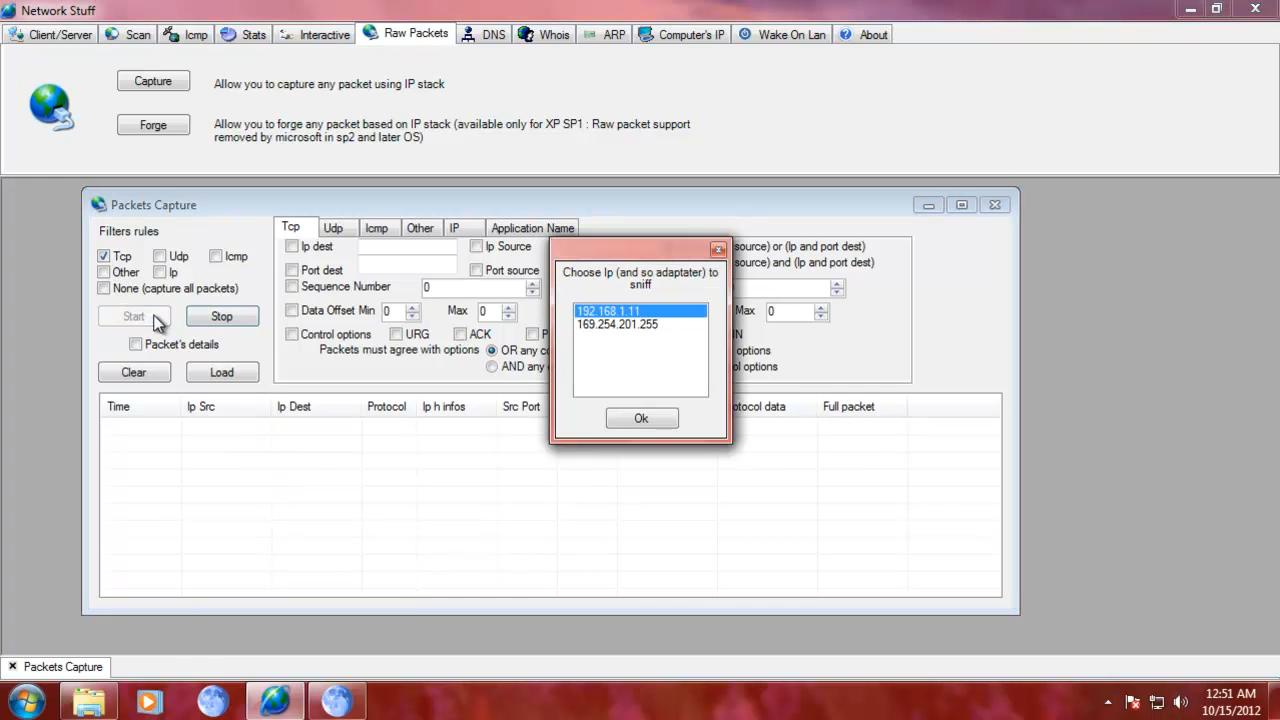 Network Stuff
Client/Server Scan Icmp Stats Interactive Raw Packets DNS Whois ARP Computer's IP Wake On Lan About
Capture Allow you to capture any packet using IP stack
Forge Allow you to forge any packet based on IP stack (available only for XP SP1 : Raw packet support
removed by microsoft in sp2 and later OS)
Packets Capture
Filters rules
Tcp Udp Icmp
Other Ip
None (capture all packets)
Start Stop
Packet's details
Clear Load
Tcp Udp Icmp Other IP Application Name
Ip dest Ip Source source) or (Ip and port dest)
Port dest Port source source) and (Ip and port dest)
Sequence Number 0
Data Offset Min 0 Max 0 Max 0
Control options URG ACK P IN
Packets must agree with options OR any co options
AND any ol options
Choose Ip (and so adaptater) to
sniff
192.168.1.11
169.254.201.255
Ok
Time Ip Src Ip Dest Protocol Ip h infos Src Port otocol data Full packet
Packets Capture
12:51 AM
10/15/2012